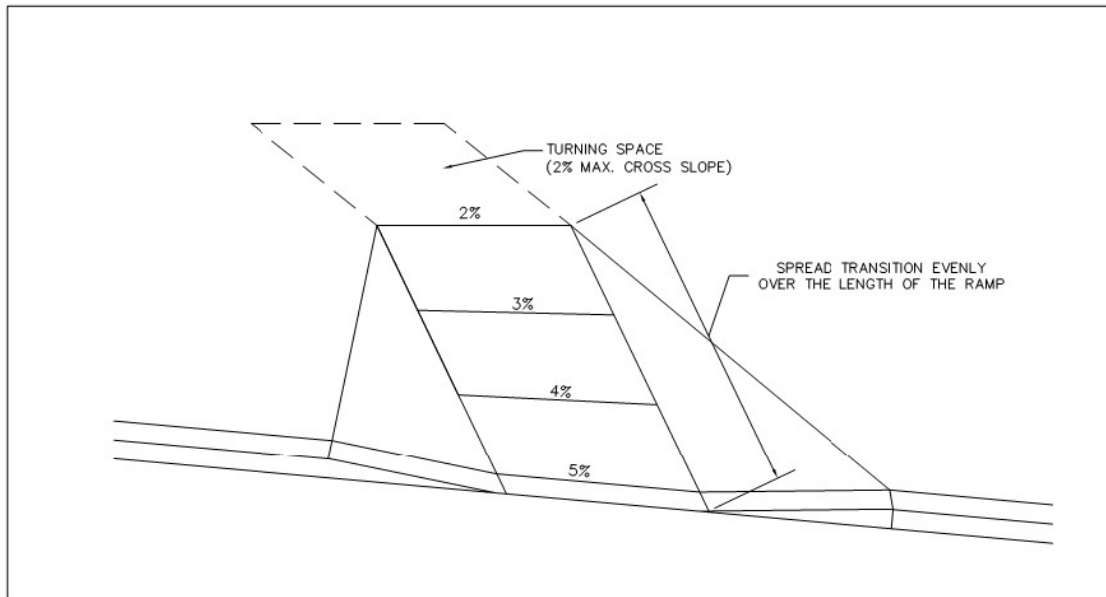 TURNING SPACE
(2% MAX. CROSS SLOPE)
2%
SPREAD TRANSITION EVENLY
OVER THE LENGTH OF THE RAMP
3%
4%
5%